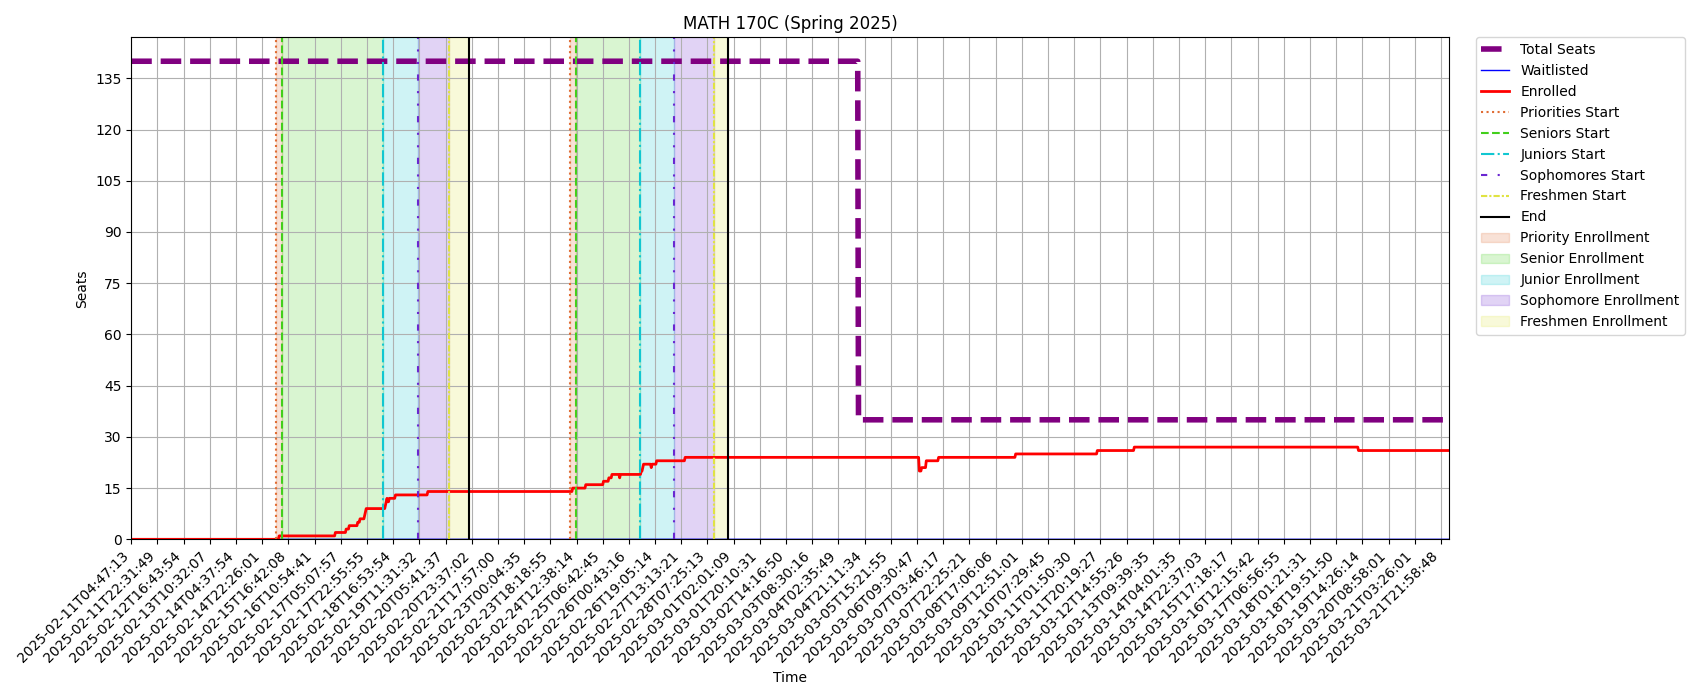 MATH 170C (Spring 2025)
Seats
135
120
105
90
75
60
45
30
15
0
2025-02-11T04:47:13
2025-02-11T22:31:49
2025-02-12T16:43:54
2025-02-13T10:32:07
2025-02-14T04:37:54
2025-02-14T22:26:01
2025-02-15T16:42:08
2025-02-16T10:54:41
2025-02-17T05:07:57
2025-02-17T22:55:55
2025-02-18T16:53:54
2025-02-19T11:31:32
2025-02-20T05:41:37
2025-02-20T23:37:02
2025-02-21T17:57:00
2025-02-23T00:04:35
2025-02-23T18:18:55
2025-02-24T12:38:14
2025-02-25T06:42:45
2025-02-26T00:43:16
2025-02-26T19:05:14
2025-02-27T13:13:21
2025-02-28T07:25:13
2025-03-01T02:01:09
2025-03-01T20:10:31
2025-03-02T14:16:50
2025-03-03T08:30:16
2025-03-04T02:35:49
2025-03-04T21:11:34
2025-03-05T15:21:55
2025-03-06T09:30:47
2025-03-07T03:46:17
2025-03-07T22:25:21
2025-03-08T17:06:06
2025-03-09T12:51:01
2025-03-10T07:29:45
2025-03-11T01:50:30
2025-03-11T20:19:27
2025-03-12T14:55:26
2025-03-13T09:39:35
2025-03-14T04:01:35
2025-03-14T22:37:03
2025-03-15T17:18:17
2025-03-16T12:15:42
2025-03-17T06:56:55
2025-03-18T01:21:31
2025-03-18T19:51:50
2025-03-19T14:26:14
2025-03-20T08:58:01
2025-03-21T03:26:01
2025-03-21T21:58:48
Time
Total Seats
Waitlisted
Enrolled
Priorities Start
Seniors Start
Juniors Start
Sophomores Start
Freshmen Start
End
Priority Enrollment
Senior Enrollment
Junior Enrollment
Sophomore Enrollment
Freshmen Enrollment